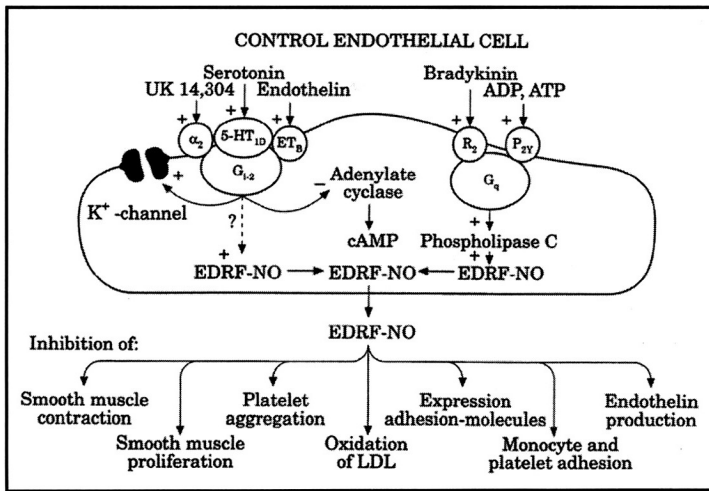 CONTROL ENDOTHELIAL CELL
Serotonin
Bradykinin
UK 14,304
Endothelin
ADP, ATP
+
+
+
+
+
α2
5-HT1D
ETB
R2
P2Y
Gi-2
Gq
+
−
Adenylate
cyclase
K+ -channel
?
+
cAMP
Phospholipase C
+
+
EDRF-NO
EDRF-NO
EDRF-NO
EDRF-NO
Inhibition of:
Smooth muscle
contraction
Platelet
aggregation
Expression
adhesion-molecules
Endothelin
production
Smooth muscle
proliferation
Oxidation
of LDL
Monocyte and
platelet adhesion